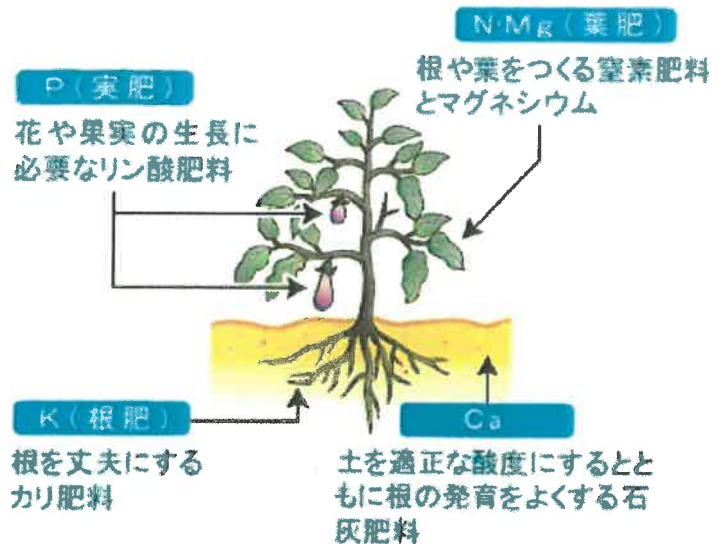 N・Mg(葉肥)
根や葉をつくる窒素肥料
とマグネシウム
P(実肥)
花や果実の生長に
必要なリン酸肥料
K(根肥)
根を丈夫にする
カリ肥料
Ca
土を適正な酸度にするとと
もに根の発育をよくする石
灰肥料